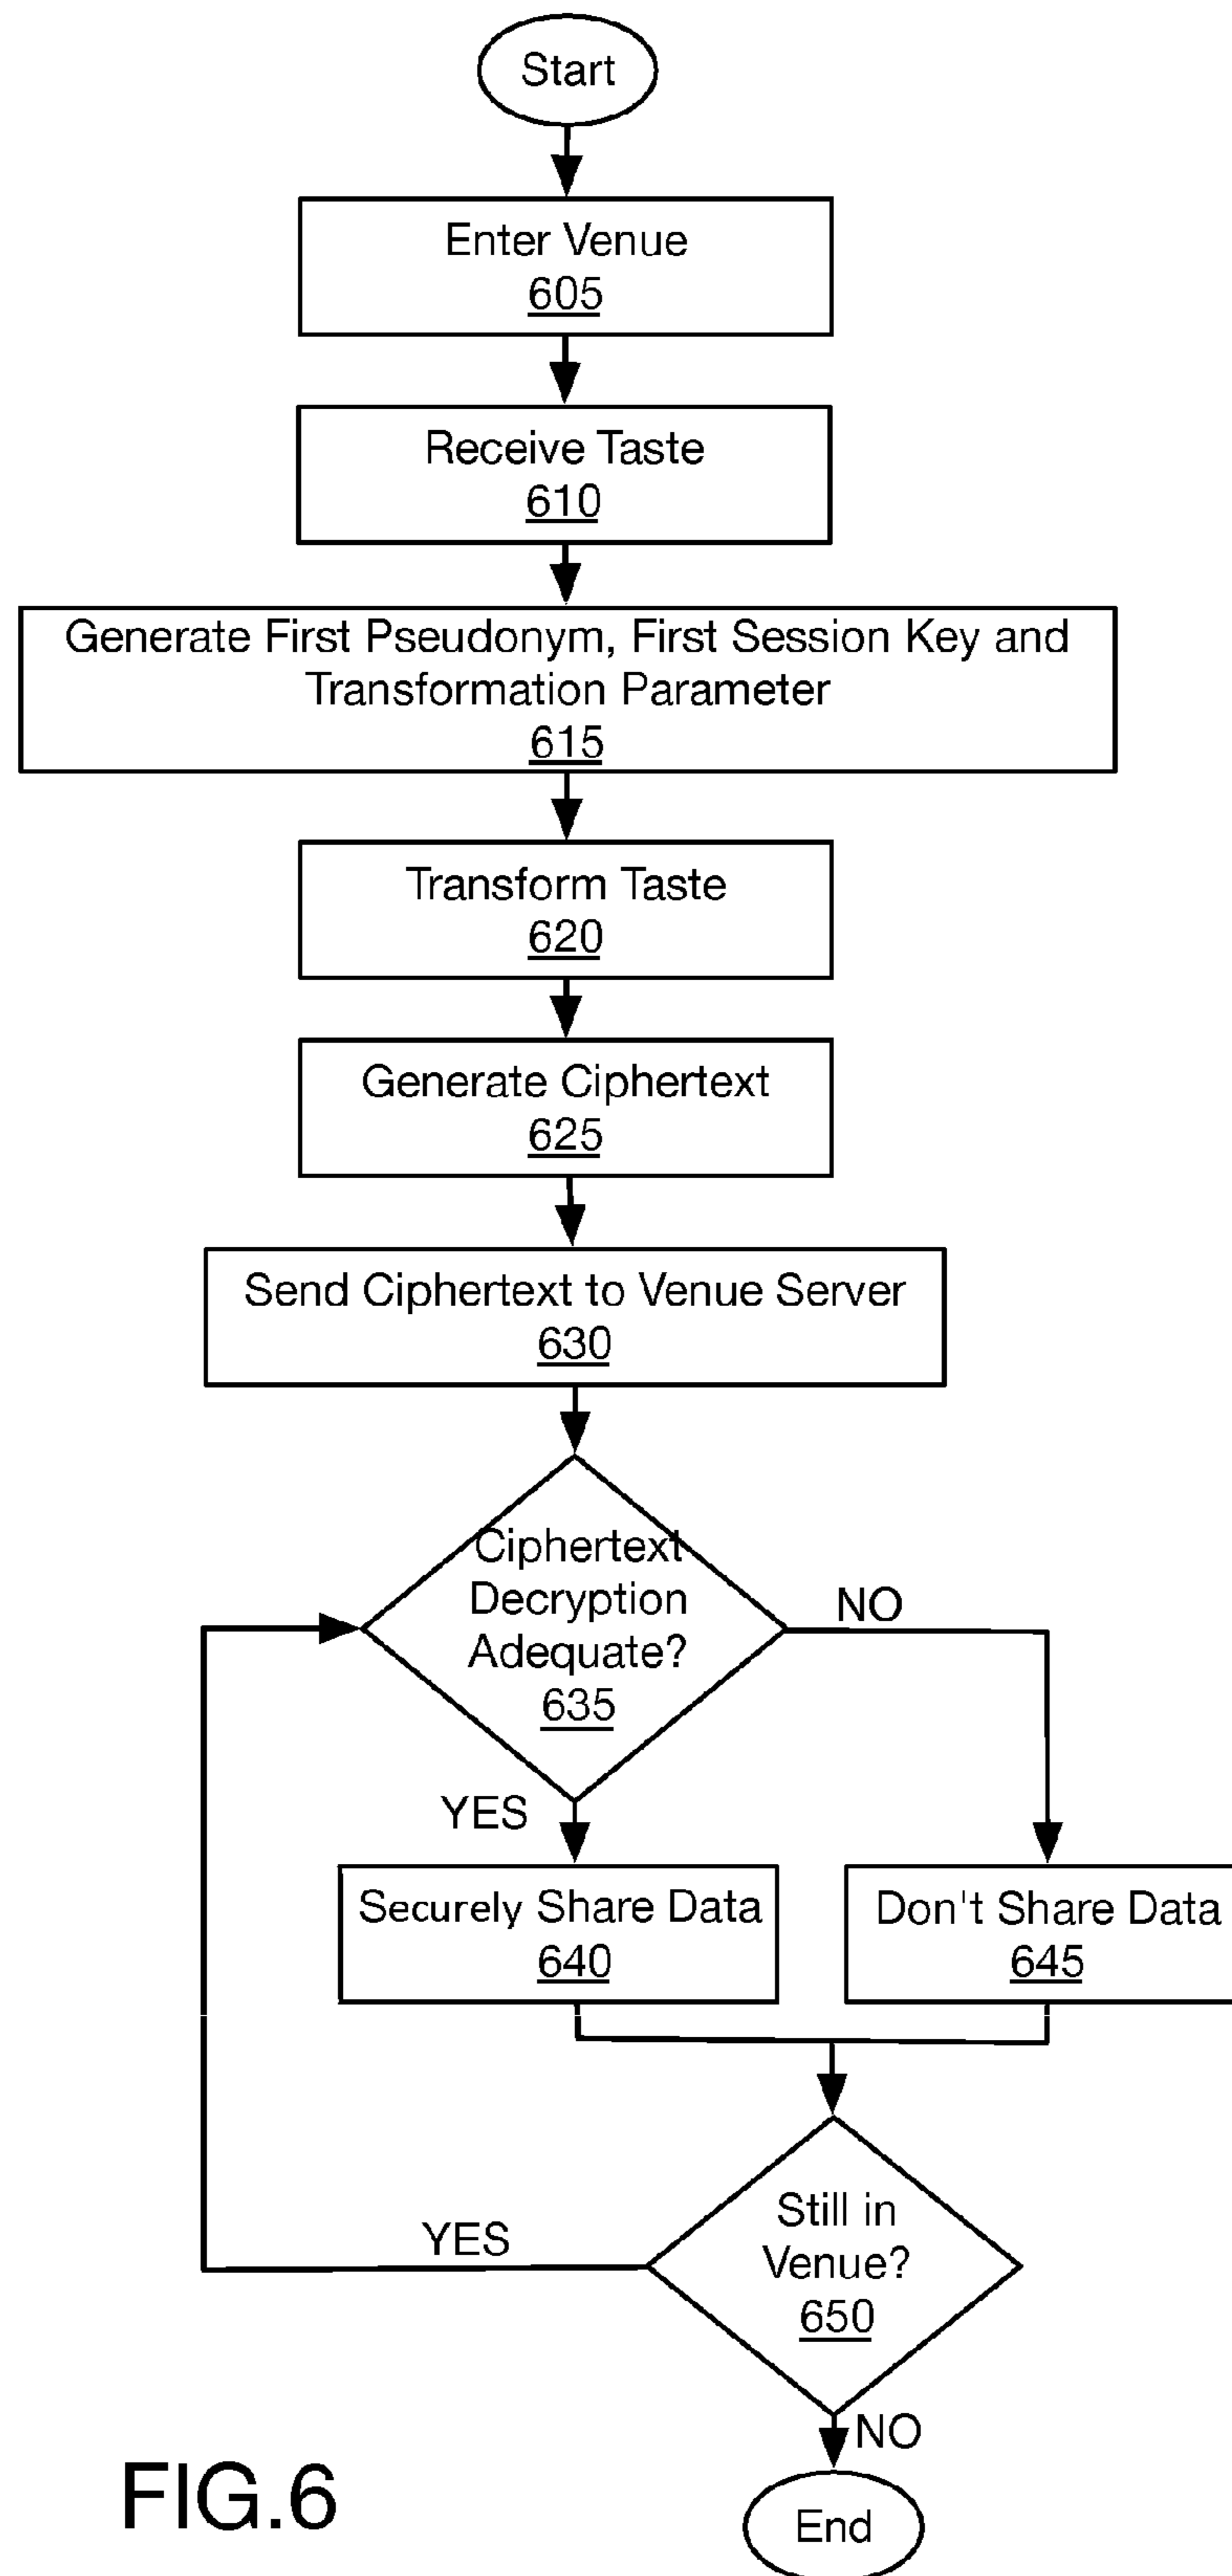 Start
Enter Venue
605
Receive Taste
610
Generate First Pseudonym, First Session Key and
Transformation Parameter
615
Transform Taste
620
Generate Ciphertext
625
Send Ciphertext to Venue Server
630
Ciphertext
Decryption
Adequate?
635
NO
YES
Securely Share Data
640
Don't Share Data
645
Still in
Venue?
650
YES
NO
End
FIG.6